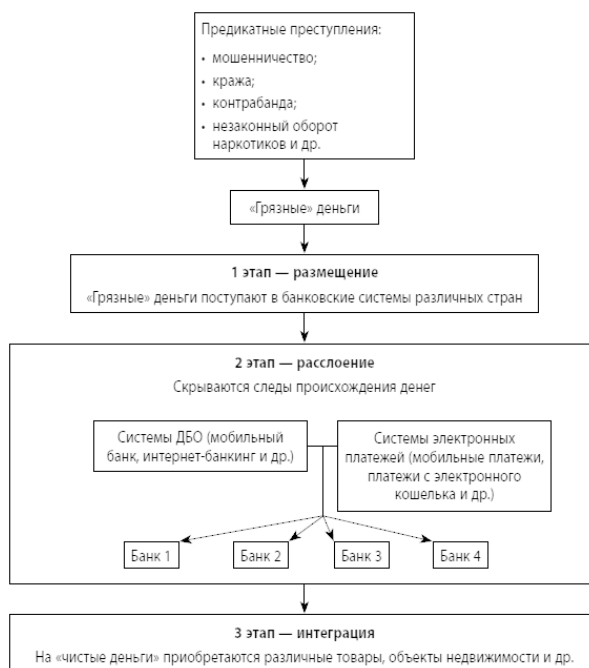 Предикатные преступления:
• мошенничество;
• кража;
• контрабанда;
• незаконный оборот
наркотиков и др.
«Грязные» деньги
1 этап — размещение
«Грязные» деньги поступают в банковские системы различных стран
2 этап — расслоение
Скрываются следы происхождения денег
Системы ДБО (мобильный
банк, интернет-банкинг и др.)
Системы электронных
платежей (мобильные платежи,
платежи с электронного
кошелька и др.)
Банк 1
Банк 2
Банк 3
Банк 4
3 этап — интеграция
На «чистые деньги» приобретаются различные товары, объекты недвижимости и др.